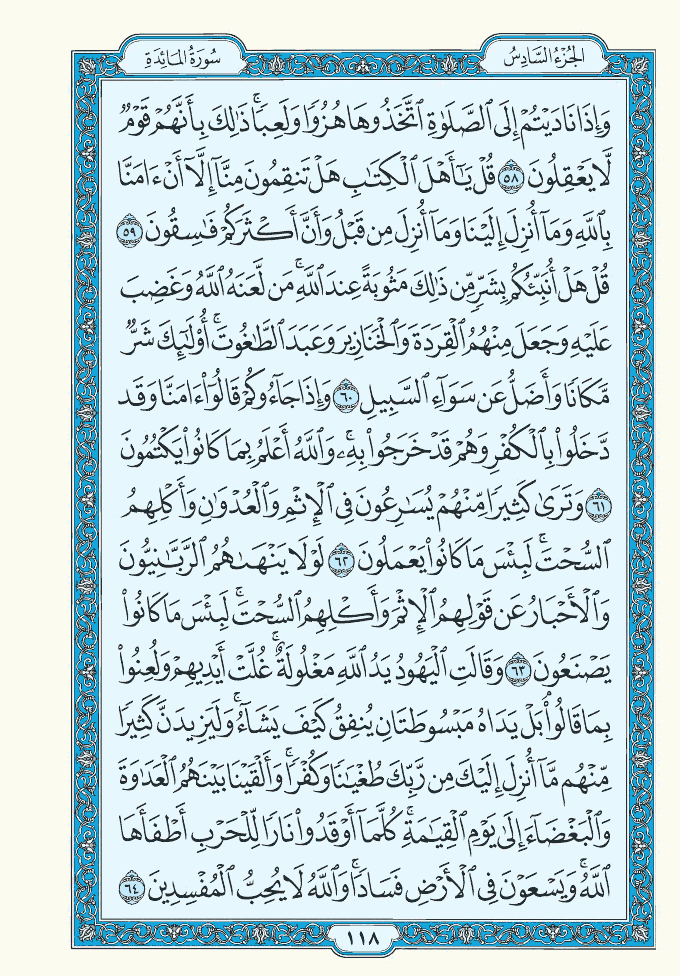 الجُزْءُ السَّادِسُ
سُورَةُ المَائِدَةِ
وَإِذَا نَادَيْتُمْ إِلَى ٱلصَّلَوٰةِ ٱتَّخَذُوهَا هُزُوًا وَلَعِبًا ۚ ذَٰلِكَ بِأَنَّهُمْ قَوْمٌ
لَّا يَعْقِلُونَ ٥٨ قُلْ يَـٰٓأَهْلَ ٱلْكِتَـٰبِ هَلْ تَنقِمُونَ مِنَّآ إِلَّآ أَنْ ءَامَنَّا
بِٱللَّهِ وَمَآ أُنزِلَ إِلَيْنَا وَمَآ أُنزِلَ مِن قَبْلُ وَأَنَّ أَكْثَرَكُمْ فَـٰسِقُونَ ٥٩
قُلْ هَلْ أُنَبِّئُكُم بِشَرٍّ مِّن ذَٰلِكَ مَثُوبَةً عِندَ ٱللَّهِ ۚ مَن لَّعَنَهُ ٱللَّهُ وَغَضِبَ
عَلَيْهِ وَجَعَلَ مِنْهُمُ ٱلْقِرَدَةَ وَٱلْخَنَازِيرَ وَعَبَدَ ٱلطَّـٰغُوتَ ۚ أُو۟لَـٰٓئِكَ شَرٌّ
مَّكَانًا وَأَضَلُّ عَن سَوَآءِ ٱلسَّبِيلِ ٦٠ وَإِذَا جَآءُوكُمْ قَالُوٓا۟ ءَامَنَّا وَقَد
دَّخَلُوا۟ بِٱلْكُفْرِ وَهُمْ قَدْ خَرَجُوا۟ بِهِۦ ۚ وَٱللَّهُ أَعْلَمُ بِمَا كَانُوا۟ يَكْتُمُونَ
٦١ وَتَرَىٰ كَثِيرًا مِّنْهُمْ يُسَـٰرِعُونَ فِى ٱلْإِثْمِ وَٱلْعُدْوَٰنِ وَأَكْلِهِمُ
ٱلسُّحْتَ ۚ لَبِئْسَ مَا كَانُوا۟ يَعْمَلُونَ ٦٢ لَوْلَا يَنْهَىٰهُمُ ٱلرَّبَّـٰنِيُّونَ
وَٱلْأَحْبَارُ عَن قَوْلِهِمُ ٱلْإِثْمَ وَأَكْلِهِمُ ٱلسُّحْتَ ۚ لَبِئْسَ مَا كَانُوا۟
يَصْنَعُونَ ٦٣ وَقَالَتِ ٱلْيَهُودُ يَدُ ٱللَّهِ مَغْلُولَةٌ ۚ غُلَّتْ أَيْدِيهِمْ وَلُعِنُوا۟
بِمَا قَالُوا۟ ۘ بَلْ يَدَاهُ مَبْسُوطَتَانِ يُنفِقُ كَيْفَ يَشَآءُ ۚ وَلَيَزِيدَنَّ كَثِيرًا
مِّنْهُم مَّآ أُنزِلَ إِلَيْكَ مِن رَّبِّكَ طُغْيَـٰنًا وَكُفْرًا ۚ وَأَلْقَيْنَا بَيْنَهُمُ ٱلْعَدَٰوَةَ
وَٱلْبَغْضَآءَ إِلَىٰ يَوْمِ ٱلْقِيَـٰمَةِ ۚ كُلَّمَآ أَوْقَدُوا۟ نَارًا لِّلْحَرْبِ أَطْفَأَهَا
ٱللَّهُ ۚ وَيَسْعَوْنَ فِى ٱلْأَرْضِ فَسَادًا ۚ وَٱللَّهُ لَا يُحِبُّ ٱلْمُفْسِدِينَ ٦٤
١١٨